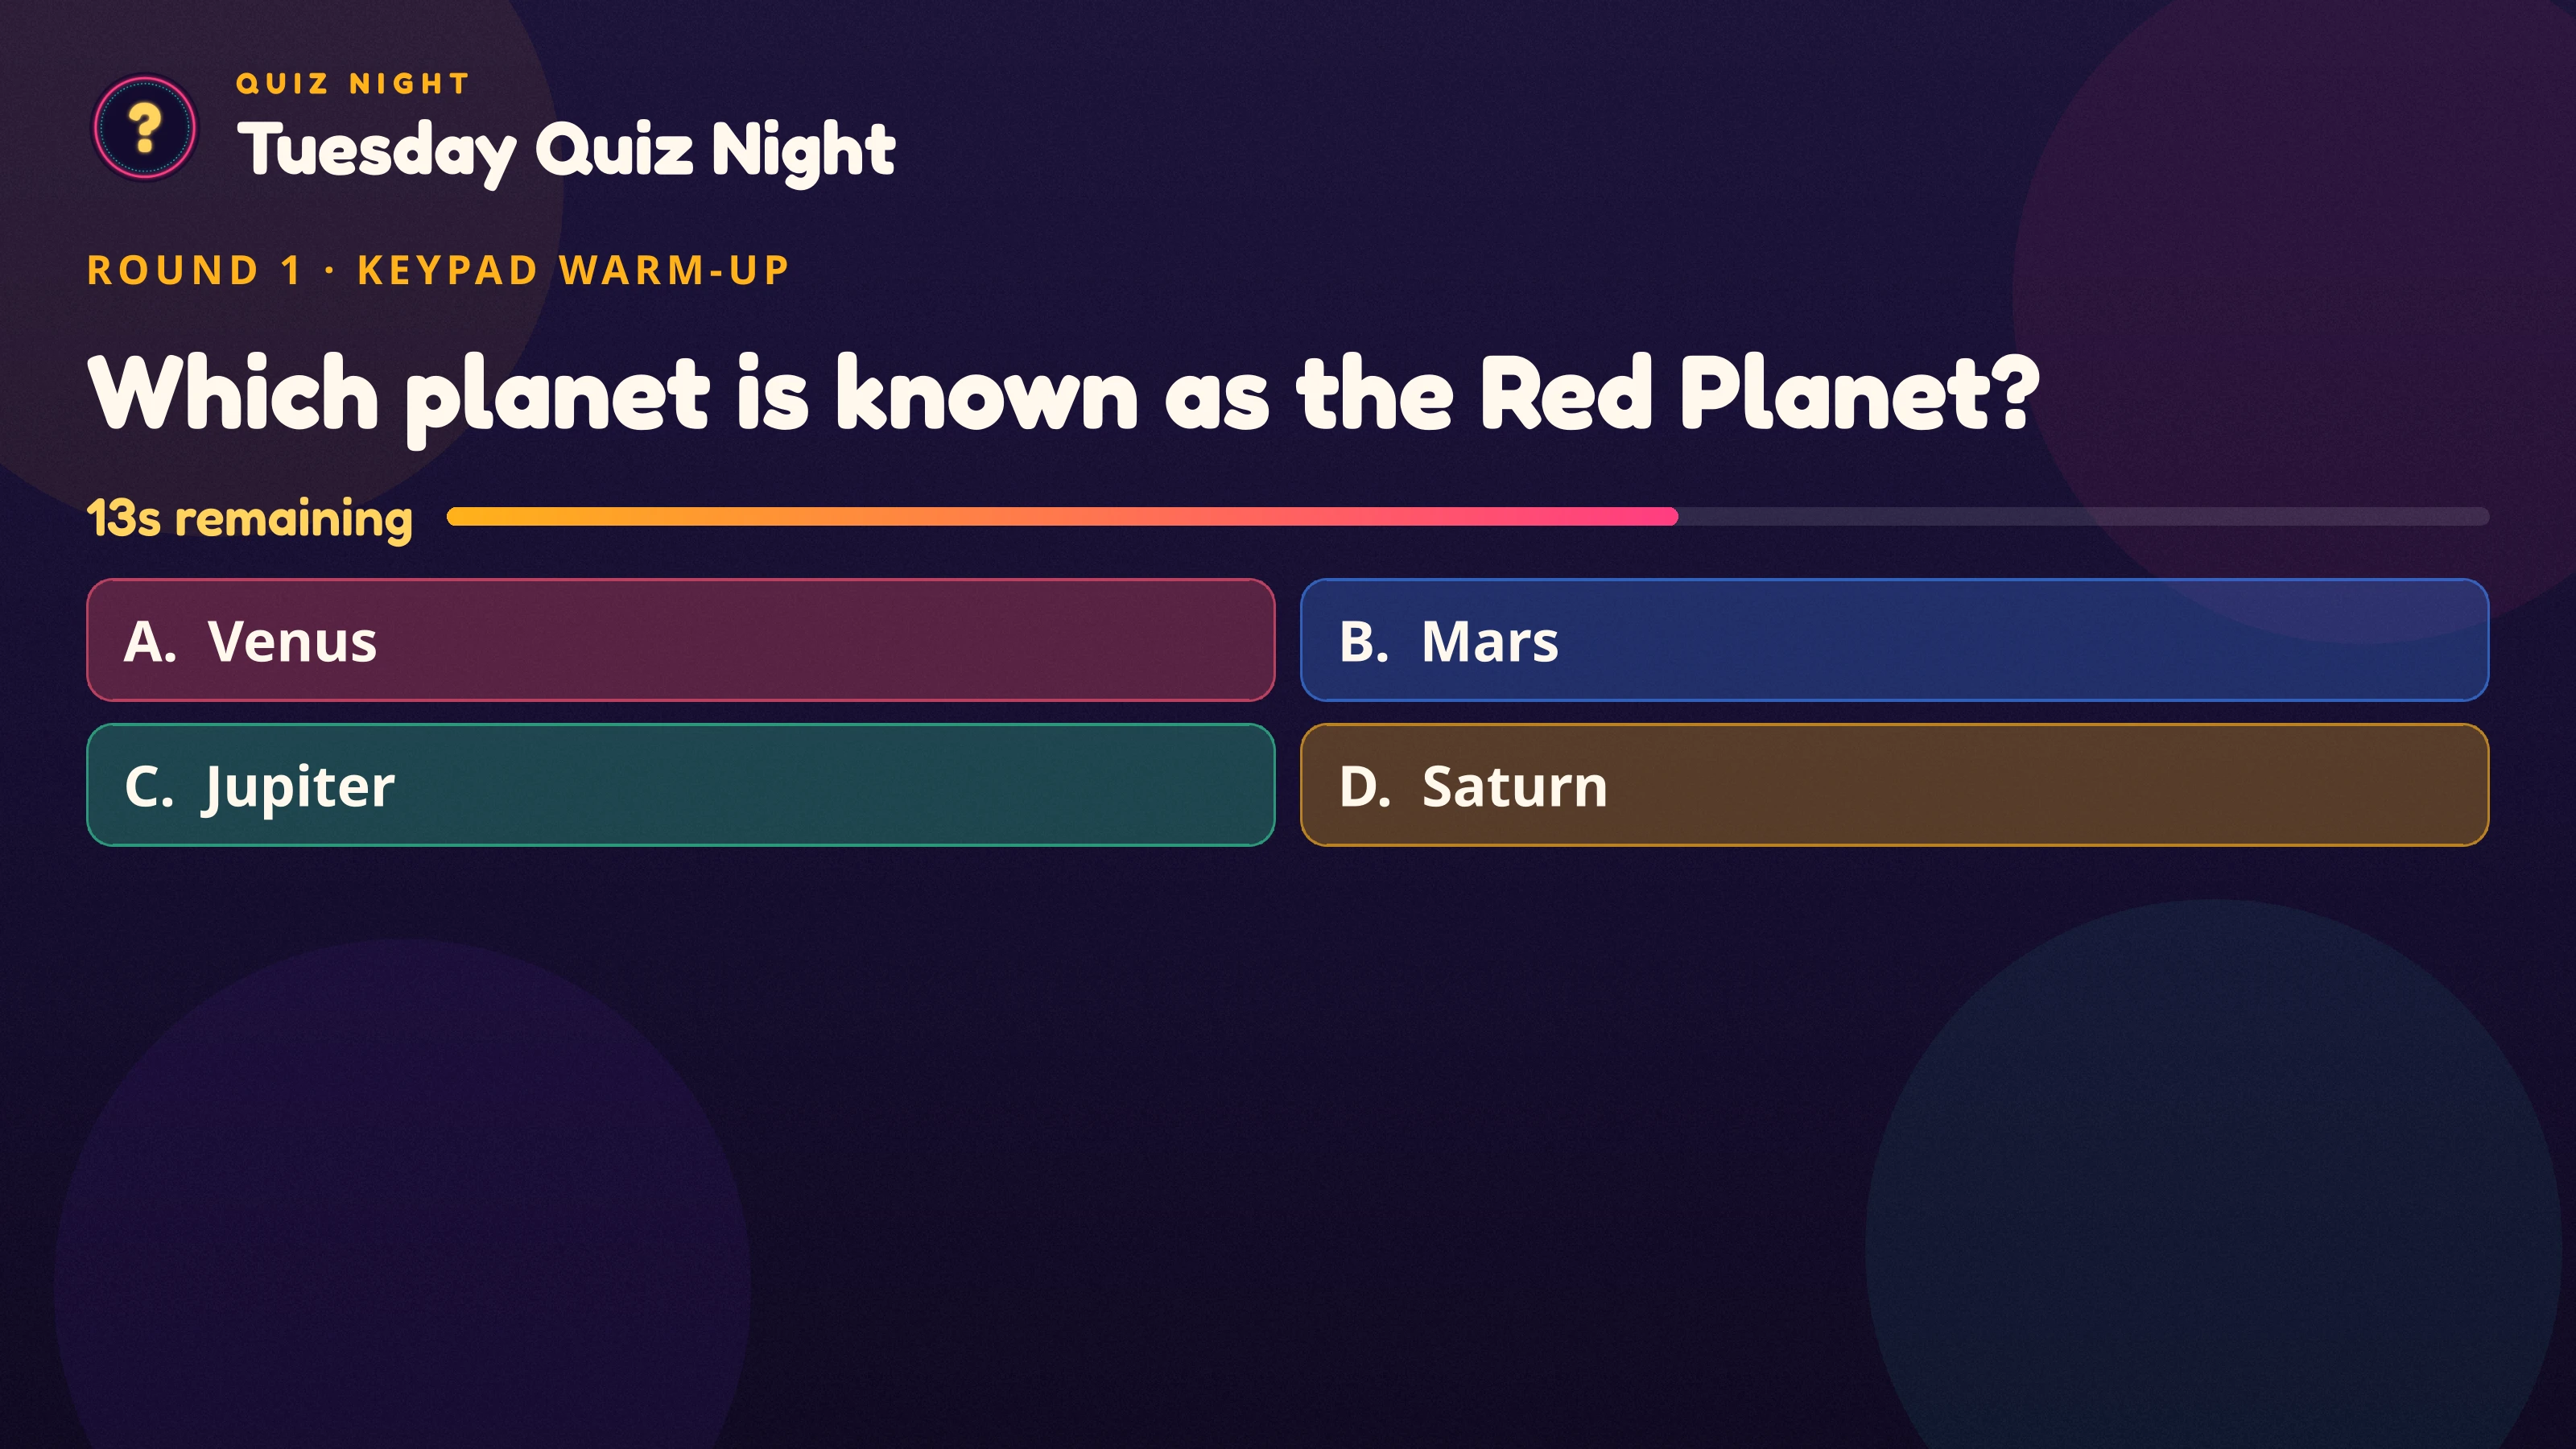 ?
QUIZ NIGHT
Tuesday Quiz Night
ROUND 1 · KEYPAD WARM-UP
Which planet is known as the Red Planet?
13s remaining
A. Venus
B. Mars
C. Jupiter
D. Saturn